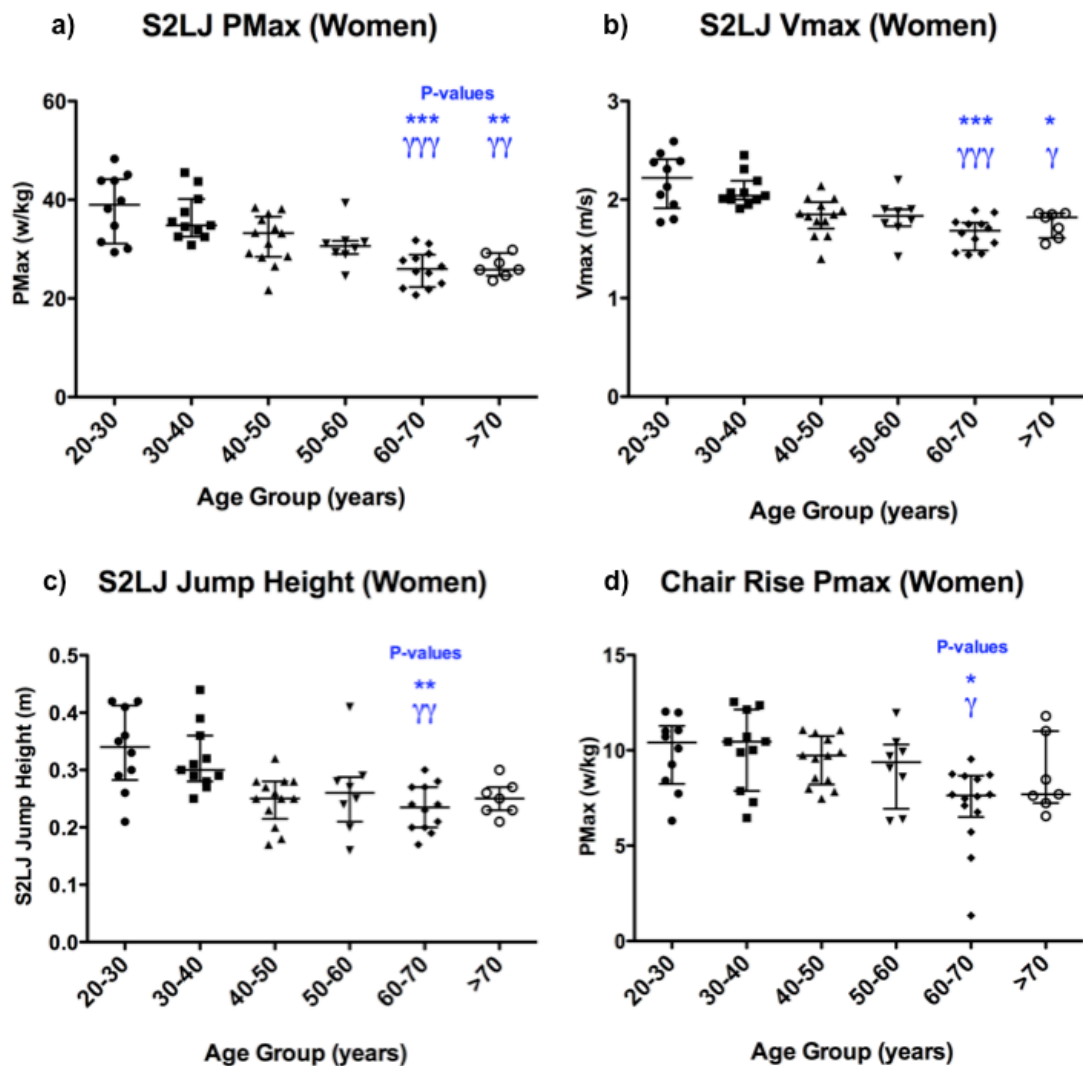 a) S2LJ PMax (Women)
P-values
*** **
γγγ γγ
60
40
20
0
PMax (w/kg)
20-30 30-40 40-50 50-60 60-70 >70
Age Group (years)
b) S2LJ Vmax (Women)
*** *
γγγ γ
3
2
1
0
Vmax (m/s)
20-30 30-40 40-50 50-60 60-70 >70
Age Group (years)
c) S2LJ Jump Height (Women)
P-values
**
γγ
0.5
0.4
0.3
0.2
0.1
0.0
S2LJ Jump Height (m)
20-30 30-40 40-50 50-60 60-70 >70
Age Group (years)
d) Chair Rise Pmax (Women)
P-values
*
γ
15
10
5
0
PMax (w/kg)
20-30 30-40 40-50 50-60 60-70 >70
Age Group (years)